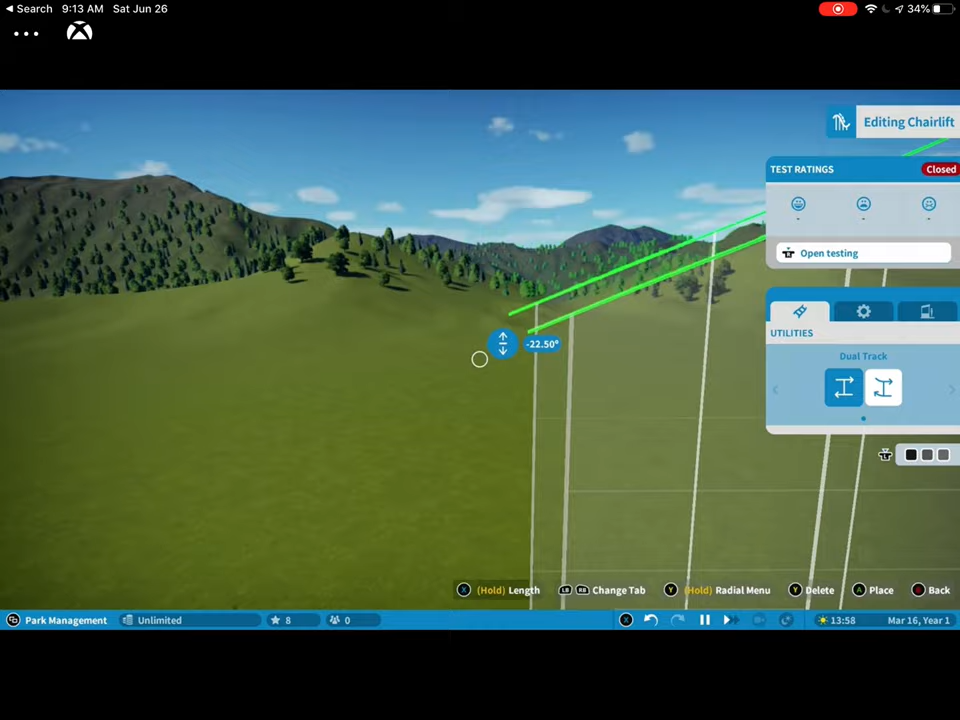 ◀ Search 9:13 AM Sat Jun 26 34%
Editing Chairlift
TEST RATINGS Closed
- - -
Open testing
-22.50°
UTILITIES
Dual Track
X (Hold) Length LB RB Change Tab Y (Hold) Radial Menu Y Delete A Place B Back
Park Management Unlimited 8 0 X 13:58 Mar 16, Year 1